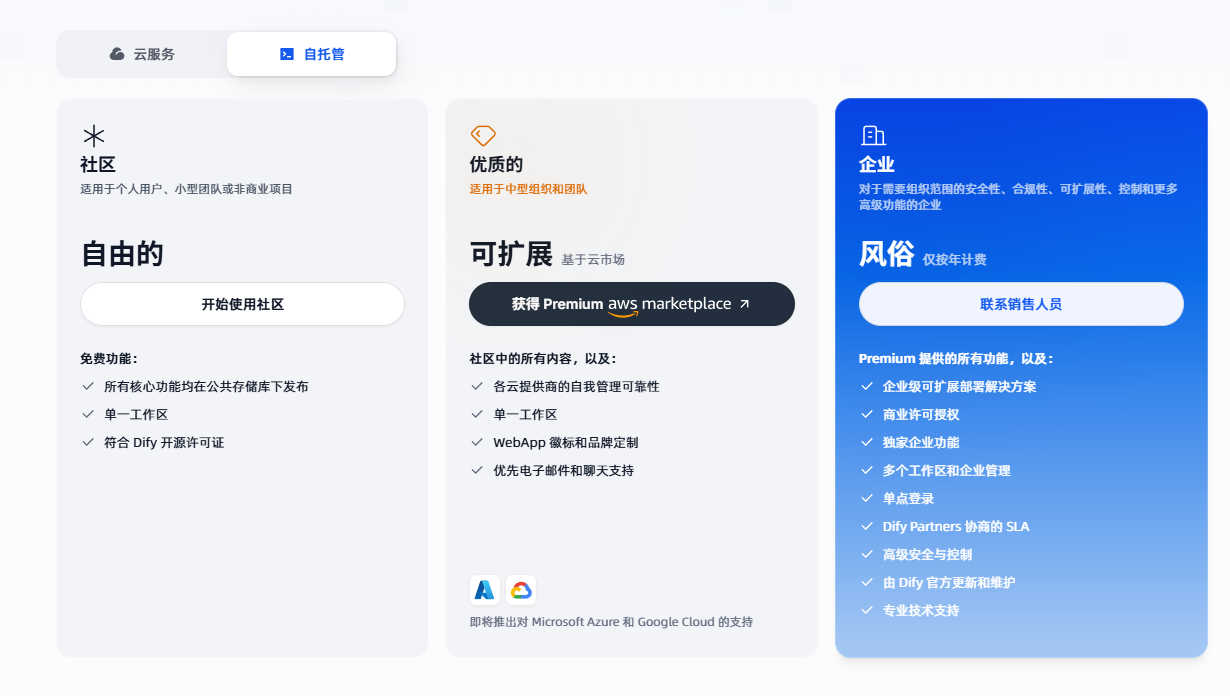 云服务
自托管
社区
适用于个人用户、小型团队或非商业项目
自由的
开始使用社区
免费功能：
所有核心功能均在公共存储库下发布
单一工作区
符合 Dify 开源许可证
优质的
适用于中型组织和团队
可扩展 基于云市场
获得 Premium aws marketplace
社区中的所有内容，以及：
各云提供商的自我管理可靠性
单一工作区
WebApp 徽标和品牌定制
优先电子邮件和聊天支持
即将推出对 Microsoft Azure 和 Google Cloud 的支持
企业
对于需要组织范围的安全性、合规性、可扩展性、控制和更多
高级功能的企业
风俗 仅按年计费
联系销售人员
Premium 提供的所有功能，以及：
企业级可扩展部署解决方案
商业许可授权
独家企业功能
多个工作区和企业管理
单点登录
Dify Partners 协商的 SLA
高级安全与控制
由 Dify 官方更新和维护
专业技术支持